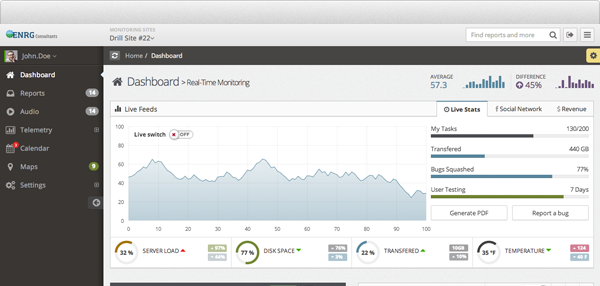 ENRG Consultants
MONITORING SITES
Drill Site #22
Find reports and more
John.Doe
Home / Dashboard
Dashboard
Reports 14
Audio 14
Telemetry
Calendar 3
Maps 9
Settings
Dashboard > Real-Time Monitoring
AVERAGE
57.3
DIFFERENCE
45%
Live Feeds
Live Stats
Social Network
$ Revenue
Live switch
OFF
100
80
60
40
20
0
0 10 20 30 40 50 60 70 80 90 100
My Tasks 130/200
Transfered 440 GB
Bugs Squashed 77%
User Testing 7 Days
Generate PDF
Report a bug
32 %
SERVER LOAD
97%
44%
77 %
DISK SPACE
76%
3%
22 %
TRANSFERED
10GB
10%
35 °F
TEMPERATURE
124
40 F